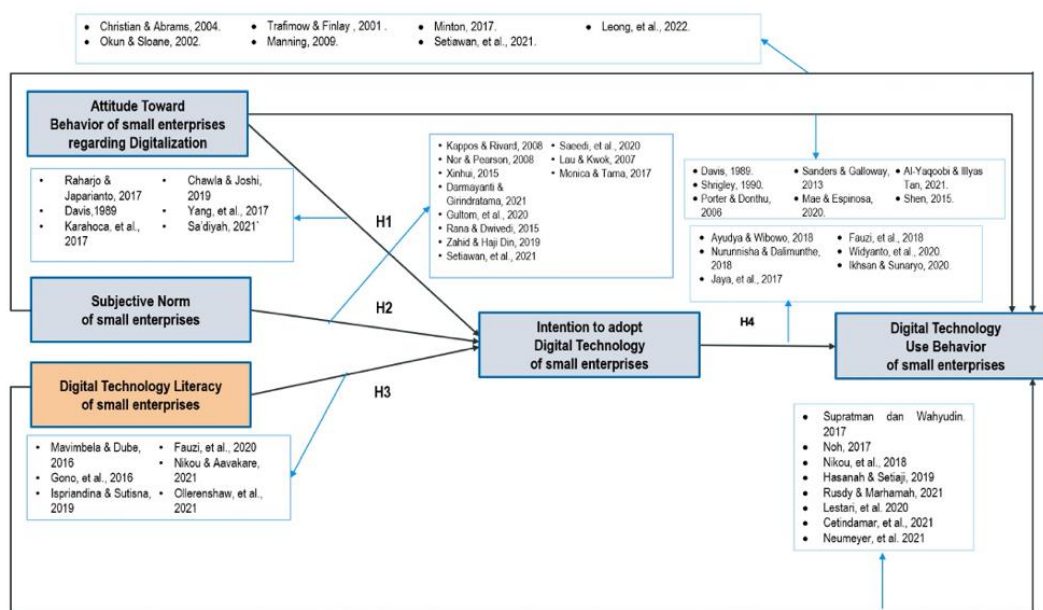 • Christian & Abrams, 2004.
• Okun & Sloane, 2002.
• Trafimow & Finlay , 2001 .
• Manning, 2009.
• Minton, 2017.
• Setiawan, et al., 2021.
• Leong, et al., 2022.
Attitude Toward
Behavior of small enterprises
regarding Digitalization
• Raharjo &
Japarianto, 2017
• Davis,1989
• Karahoca, et al.,
2017
• Chawla & Joshi,
2019
• Yang, et al., 2017
• Sa'diyah, 2021`
H1
• Kappos & Rivard, 2008
• Nor & Pearson, 2008
• Xinhui, 2015
• Darmayanti &
Girindratama, 2021
• Gultom, et al., 2020
• Rana & Dwivedi, 2015
• Zahid & Haji Din, 2019
• Setiawan, et al., 2021
• Saeedi, et al., 2020
• Lau & Kwok, 2007
• Monica & Tama, 2017
• Davis, 1989.
• Shrigley, 1990.
• Porter & Donthu,
2006
• Sanders & Galloway,
2013
• Mae & Espinosa,
2020.
• Al-Yaqoobi & Illyas
Tan, 2021.
• Shen, 2015.
• Ayudya & Wibowo, 2018
• Nurunnisha & Dalimunthe,
2018
• Jaya, et al., 2017
• Fauzi, et al., 2018
• Widyanto, et al., 2020.
• Ikhsan & Sunaryo, 2020.
Subjective Norm
of small enterprises
H2
Intention to adopt
Digital Technology
of small enterprises
H4
Digital Technology
Use Behavior
of small enterprises
Digital Technology Literacy
of small enterprises
H3
• Mavimbela & Dube,
2016
• Gono, et al., 2016
• Ispriandina & Sutisna,
2019
• Fauzi, et al., 2020
• Nikou & Aavakare,
2021
• Ollerenshaw, et al.,
2021
• Supratman dan Wahyudin.
2017
• Noh, 2017
• Nikou, et al., 2018
• Hasanah & Setiaji, 2019
• Rusdy & Marhamah, 2021
• Lestari, et al. 2020
• Cetindamar, et al., 2021
• Neumeyer, et al. 2021